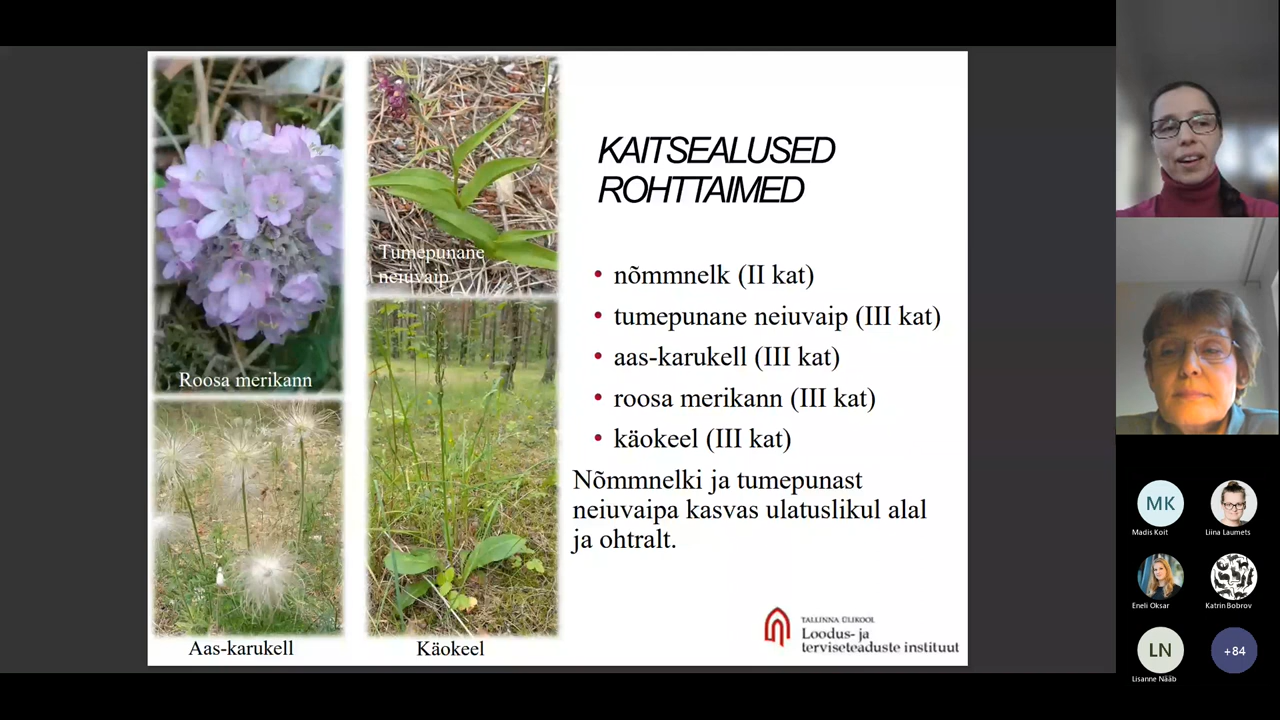 KAITSEALUSED
ROHTTAIMED
• nõmmnelk (II kat)
• tumepunane neiuvaip (III kat)
• aas-karukell (III kat)
• roosa merikann (III kat)
• käokeel (III kat)
Nõmmnelki ja tumepunast
neiuvaipa kasvas ulatuslikul alal
ja ohtralt.
Roosa merikann
Tumepunane
neiuvaip
Aas-karukell
Käokeel
TALLINNA ÜLIKOOL
Loodus- ja
terviseteaduste instituut
MK
Madis Koit
Liina Laumets
Eneli Oksar
Katrin Bobrov
LN
Lisanne Nääb
+84